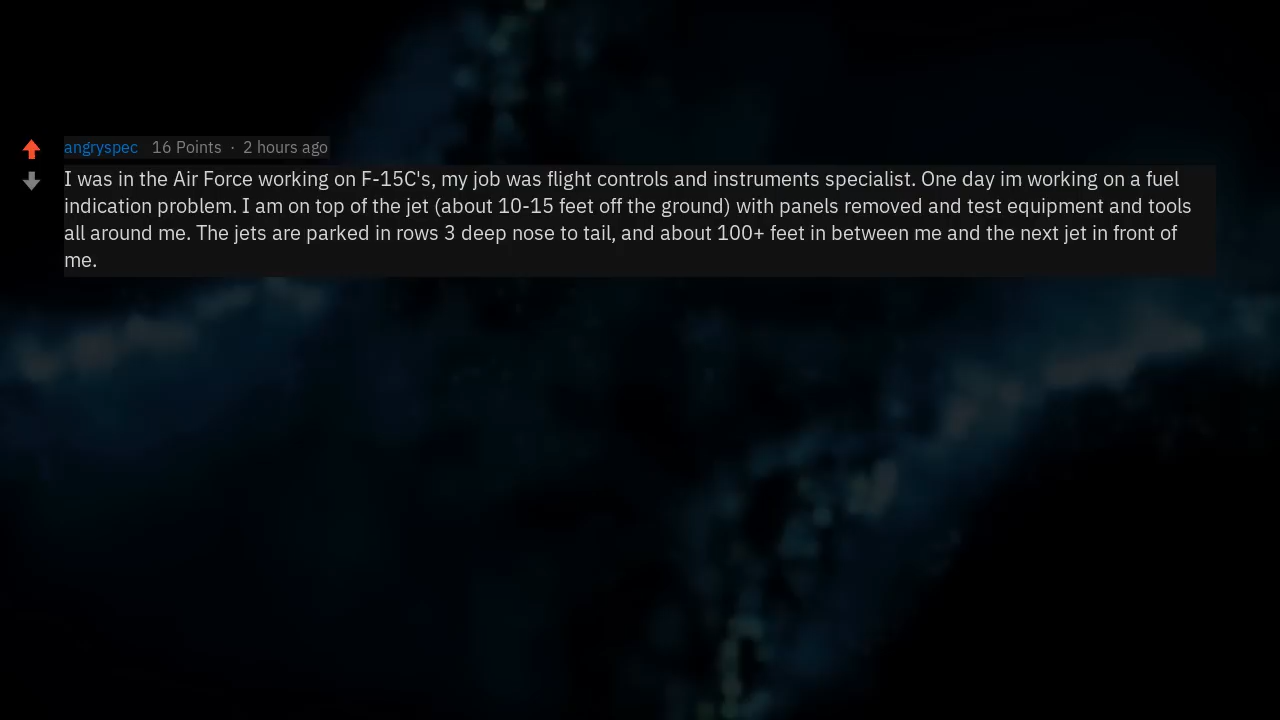 angryspec 16 Points · 2 hours ago
I was in the Air Force working on F-15C's, my job was flight controls and instruments specialist. One day im working on a fuel
indication problem. I am on top of the jet (about 10-15 feet off the ground) with panels removed and test equipment and tools
all around me. The jets are parked in rows 3 deep nose to tail, and about 100+ feet in between me and the next jet in front of
me.